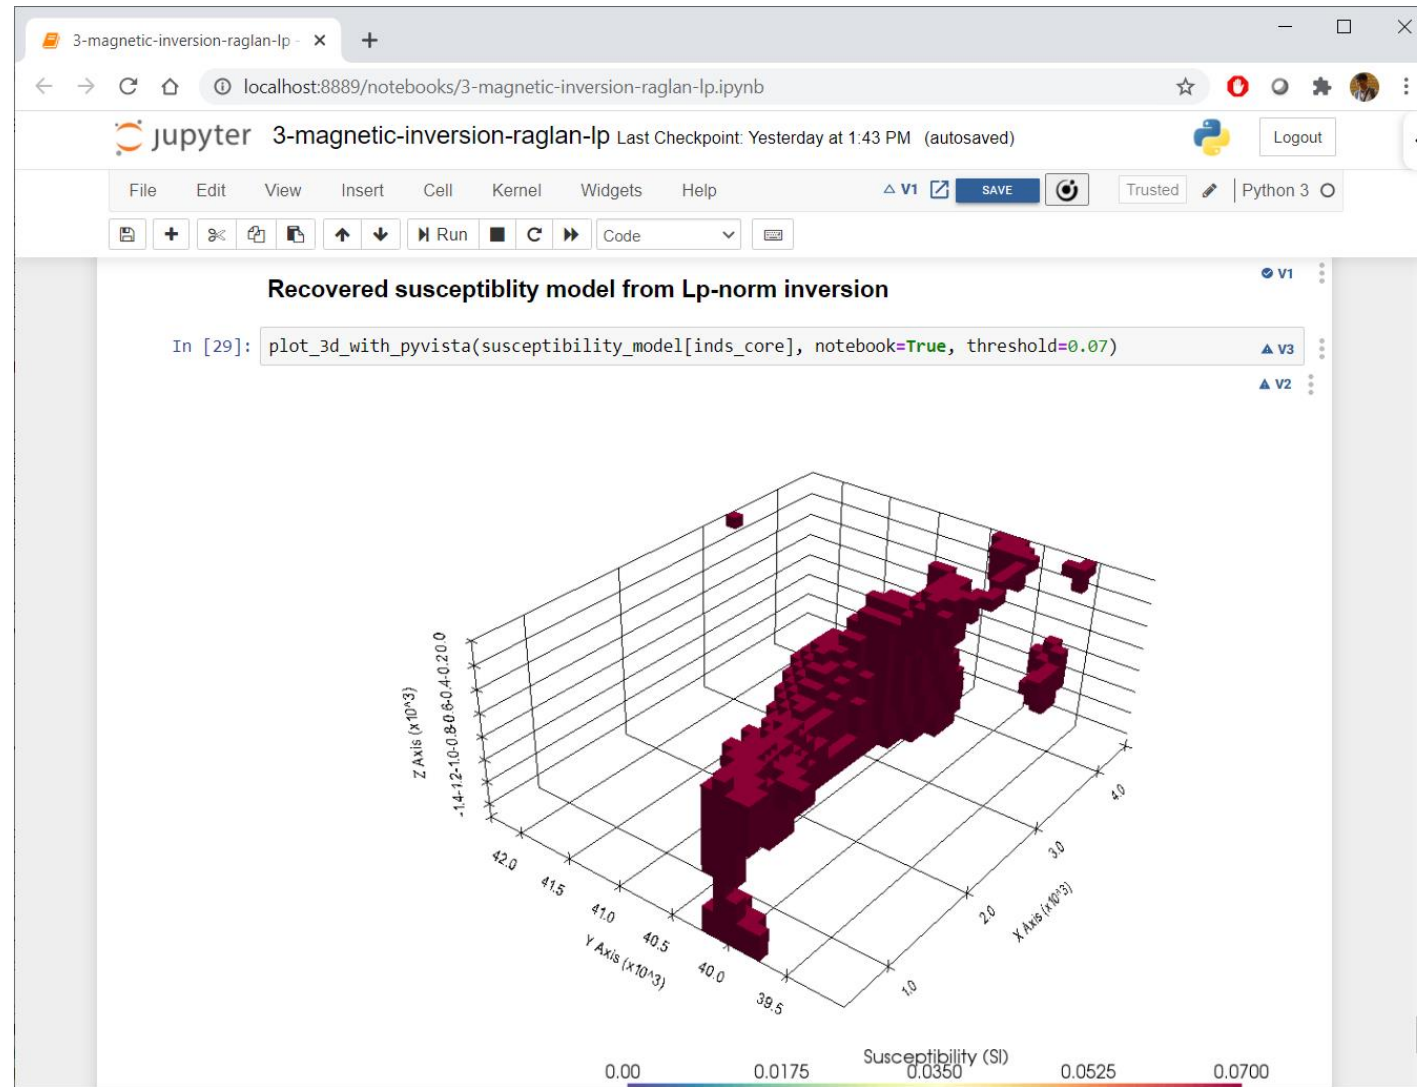 3-magnetic-inversion-raglan-lp -
localhost:8889/notebooks/3-magnetic-inversion-raglan-lp.ipynb
jupyter 3-magnetic-inversion-raglan-lp Last Checkpoint: Yesterday at 1:43 PM (autosaved) Logout
File Edit View Insert Cell Kernel Widgets Help V1 SAVE Trusted Python 3
Run Code
Recovered susceptiblity model from Lp-norm inversion V1
In [29]: plot_3d_with_pyvista(susceptibility_model[inds_core], notebook=True, threshold=0.07) V3
V2
Z Axis (x10^3)
-1.4-1.2-1.0-0.8-0.6-0.4-0.20.0
42.0 41.5 41.0 40.5 40.0 39.5
Y Axis (x10^3)
1.0 2.0 3.0 4.0
X Axis (x10^3)
Susceptibility (SI)
0.00 0.0175 0.0350 0.0525 0.0700